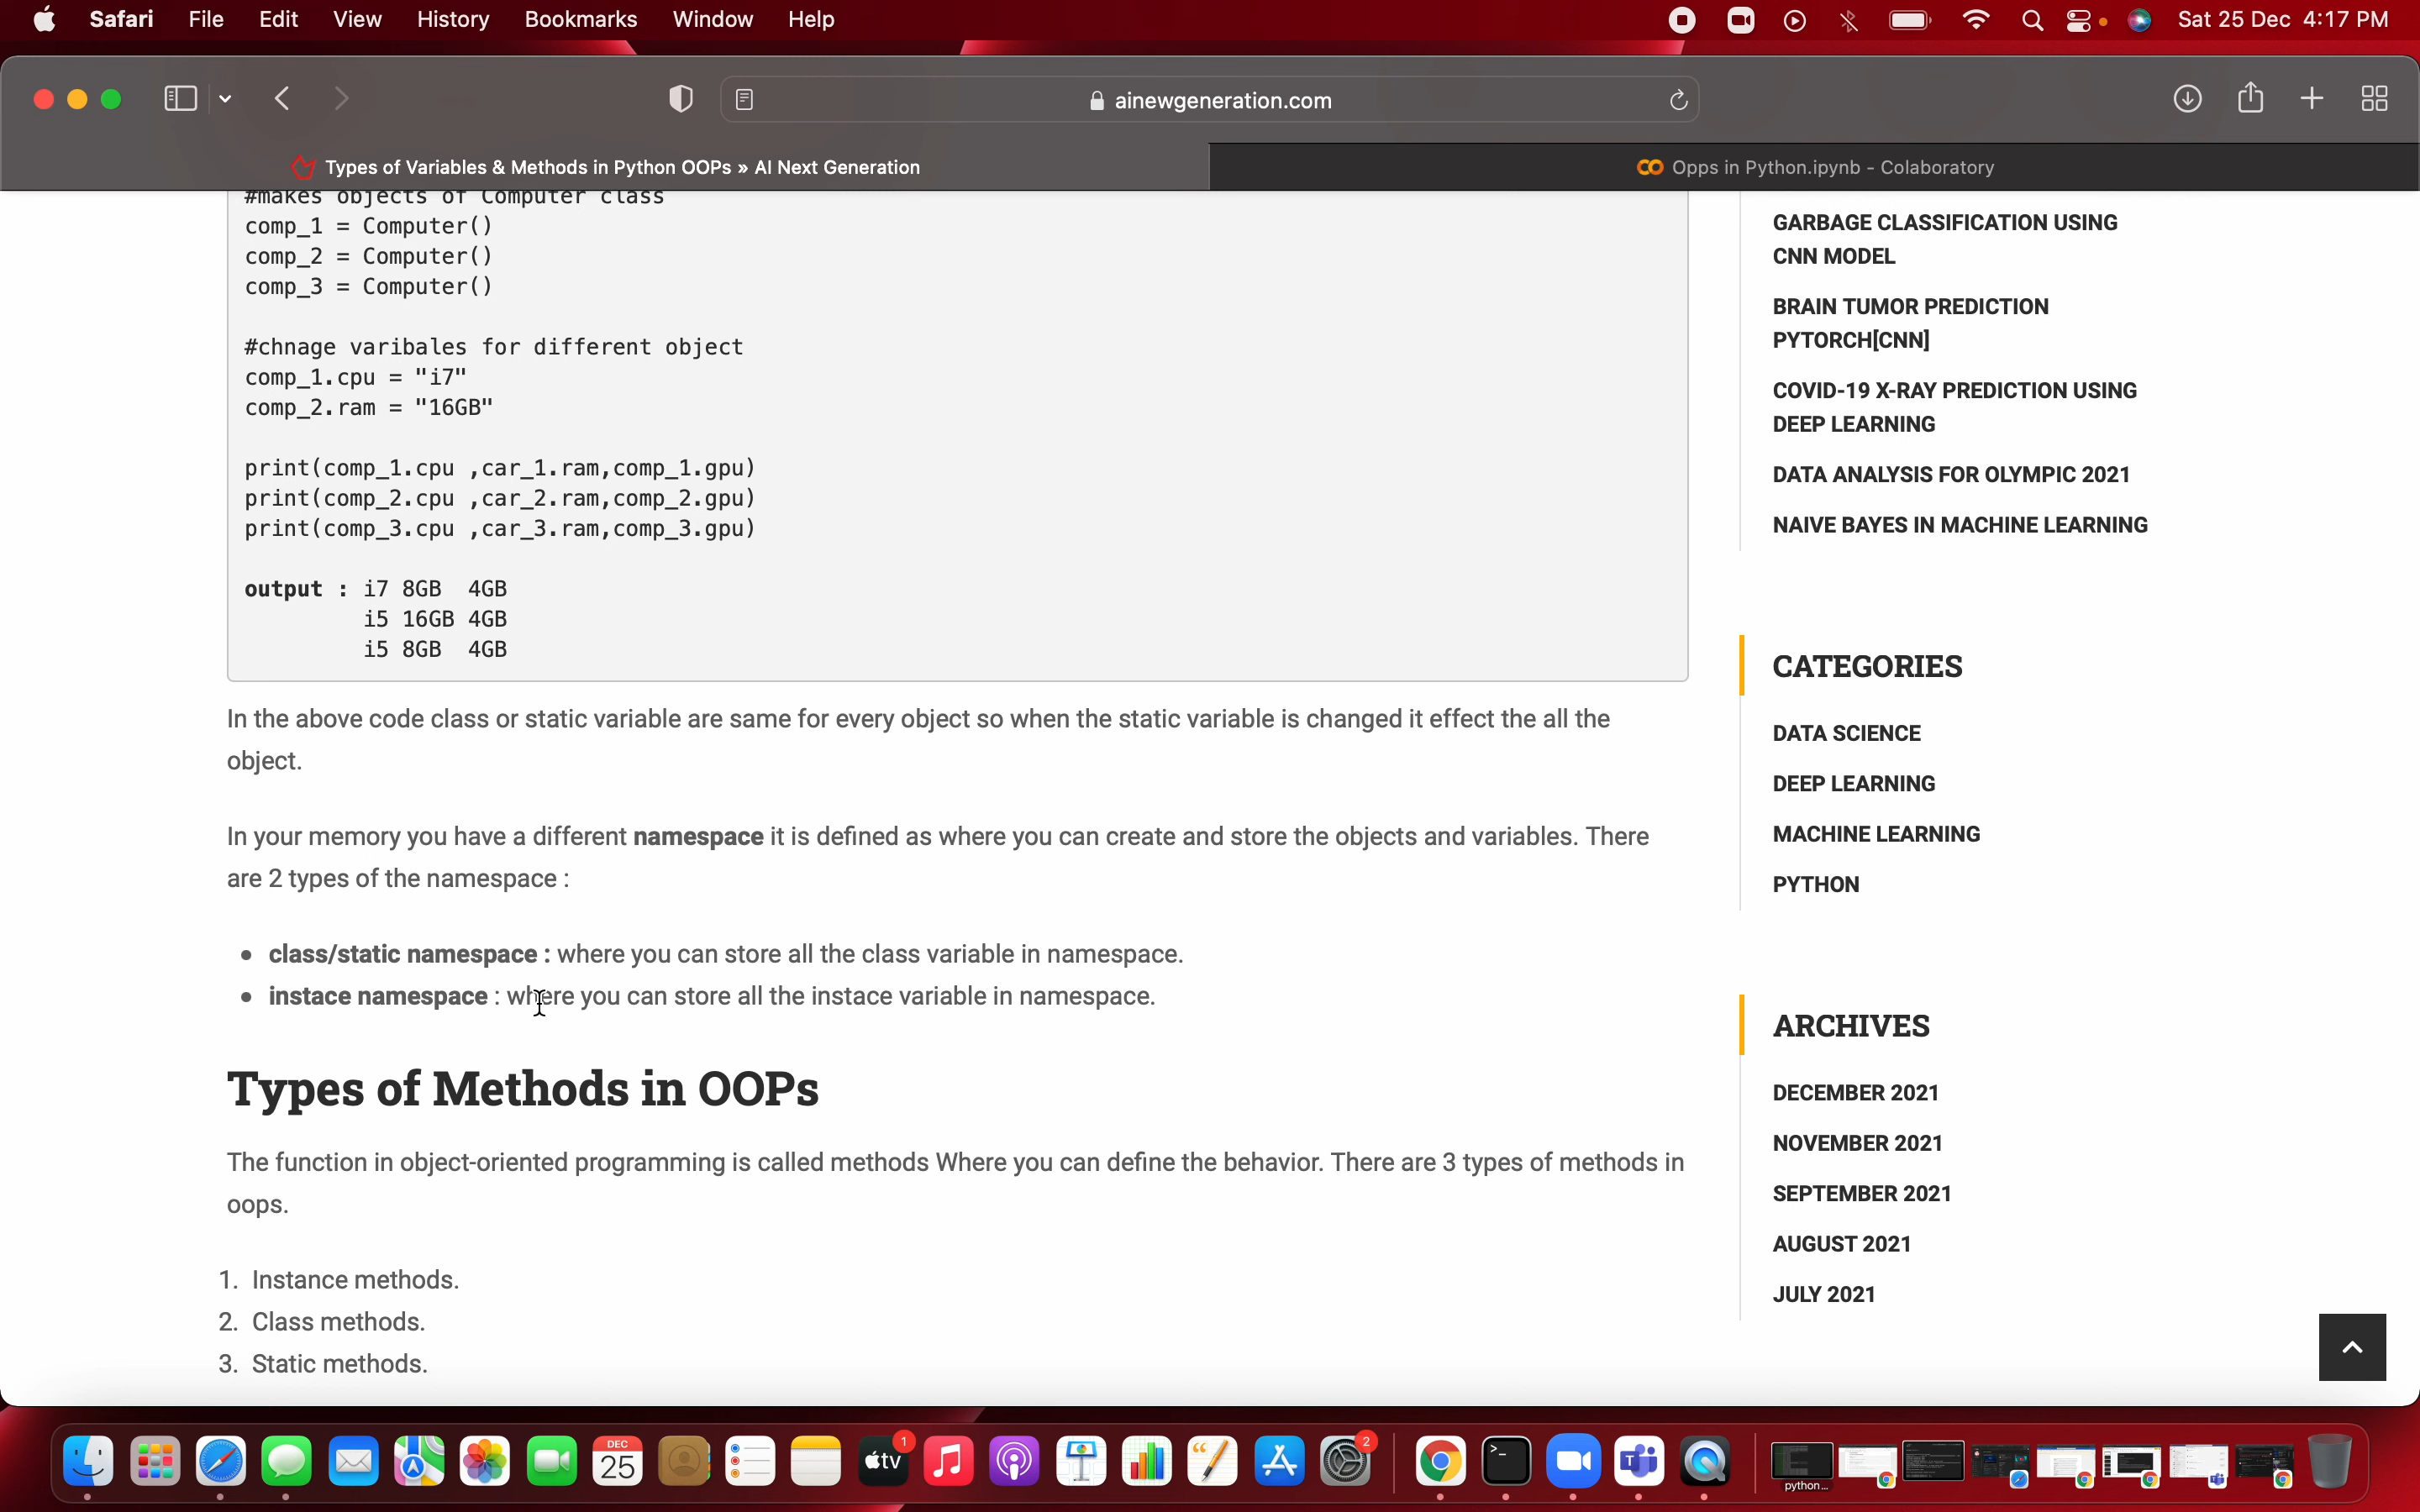 Safari File Edit View History Bookmarks Window Help Sat 25 Dec 4:17 PM
ainewgeneration.com
Types of Variables & Methods in Python OOPs » AI Next Generation
Opps in Python.ipynb - Colaboratory
#makes objects of Computer class
comp_1 = Computer()
comp_2 = Computer()
comp_3 = Computer()
#chnage varibales for different object
comp_1.cpu = "i7"
comp_2.ram = "16GB"
print(comp_1.cpu ,car_1.ram,comp_1.gpu)
print(comp_2.cpu ,car_2.ram,comp_2.gpu)
print(comp_3.cpu ,car_3.ram,comp_3.gpu)
output : i7 8GB 4GB
i5 16GB 4GB
i5 8GB 4GB
In the above code class or static variable are same for every object so when the static variable is changed it effect the all the
object.
In your memory you have a different namespace it is defined as where you can create and store the objects and variables. There
are 2 types of the namespace :
• class/static namespace : where you can store all the class variable in namespace.
• instace namespace : where you can store all the instace variable in namespace.
Types of Methods in OOPs
The function in object-oriented programming is called methods Where you can define the behavior. There are 3 types of methods in
oops.
1. Instance methods.
2. Class methods.
3. Static methods.
GARBAGE CLASSIFICATION USING
CNN MODEL
BRAIN TUMOR PREDICTION
PYTORCH[CNN]
COVID-19 X-RAY PREDICTION USING
DEEP LEARNING
DATA ANALYSIS FOR OLYMPIC 2021
NAIVE BAYES IN MACHINE LEARNING
CATEGORIES
DATA SCIENCE
DEEP LEARNING
MACHINE LEARNING
PYTHON
ARCHIVES
DECEMBER 2021
NOVEMBER 2021
SEPTEMBER 2021
AUGUST 2021
JULY 2021
DEC
25
tv
1
2
python...